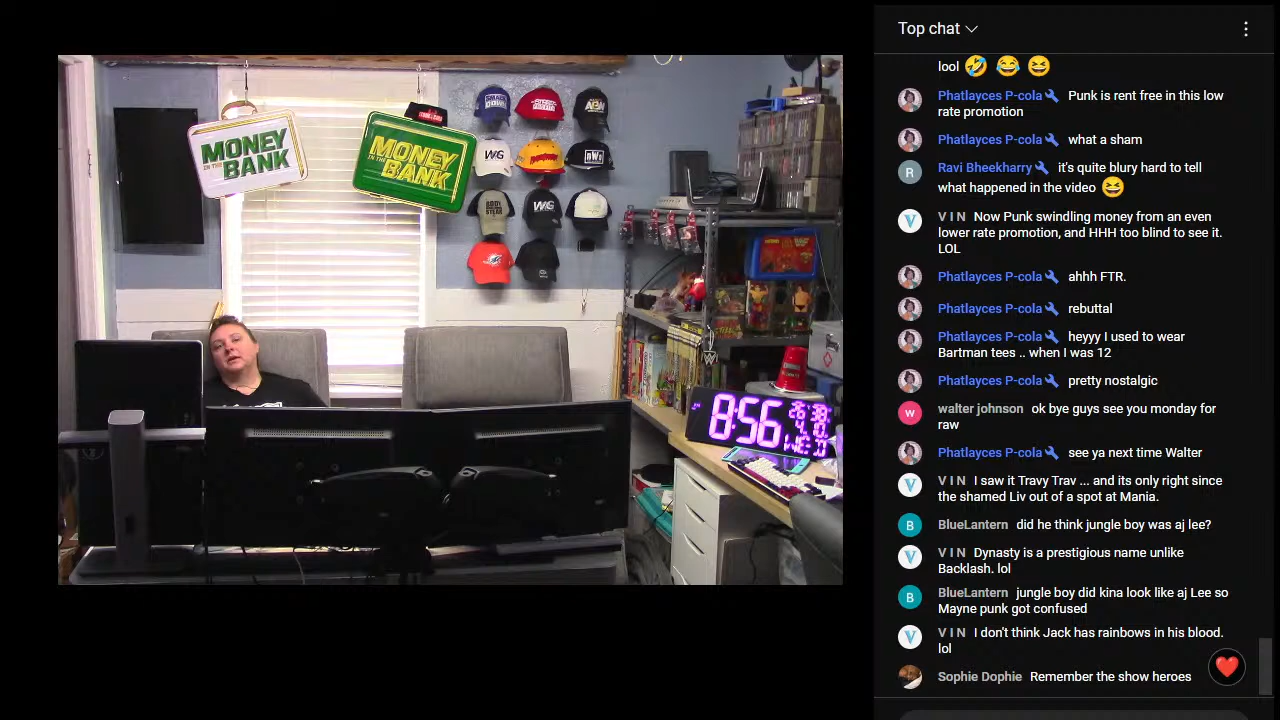 Top chat
lool 🤣 😂 😆
Phatlayces P-cola Punk is rent free in this low
rate promotion
Phatlayces P-cola what a sham
Ravi Bheekharry it's quite blury hard to tell
what happened in the video 😆
V I N Now Punk swindling money from an even
lower rate promotion, and HHH too blind to see it.
LOL
Phatlayces P-cola ahhh FTR.
Phatlayces P-cola rebuttal
Phatlayces P-cola heyyy I used to wear
Bartman tees .. when I was 12
Phatlayces P-cola pretty nostalgic
walter johnson ok bye guys see you monday for
raw
Phatlayces P-cola see ya next time Walter
V I N I saw it Travy Trav ... and its only right since
the shamed Liv out of a spot at Mania.
BlueLantern did he think jungle boy was aj lee?
V I N Dynasty is a prestigious name unlike
Backlash. lol
BlueLantern jungle boy did kina look like aj Lee so
Mayne punk got confused
V I N I don't think Jack has rainbows in his blood.
lol
Sophie Dophie Remember the show heroes
MONEY
IN THE BANK
MONEY
IN THE BANK
nWo
8:56